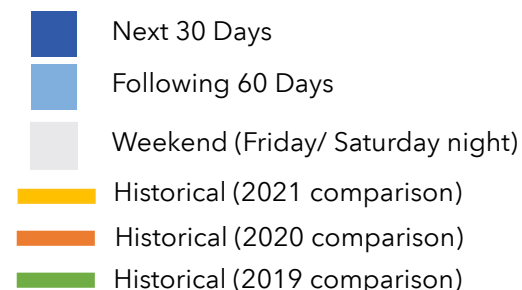 Next 30 Days
Following 60 Days
Weekend (Friday/ Saturday night)
Historical (2021 comparison)
Historical (2020 comparison)
Historical (2019 comparison)